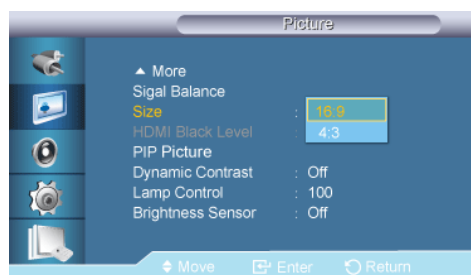 Picture
▲ More
Sigal Balance
Size : 16:9
4:3
HDMI Black Level :
PIP Picture
Dynamic Contrast : Off
Lamp Control : 100
Brightness Sensor : Off
Move Enter Return